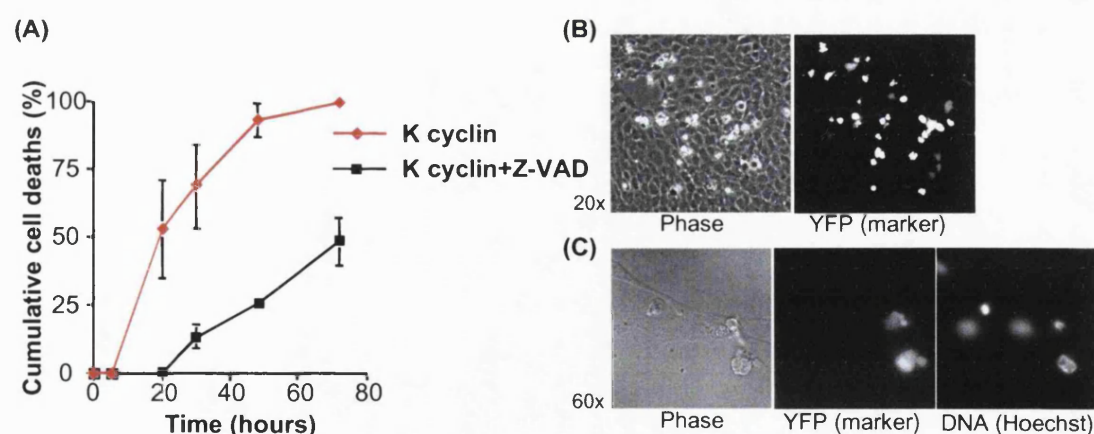 (A)
Cumulative cell deaths (%)
100
75
50
25
0
0
20
40
60
80
Time (hours)
K cyclin
K cyclin+Z-VAD
(B)
20x
Phase
YFP (marker)
(C)
60x
Phase
YFP (marker)
DNA (Hoechst)